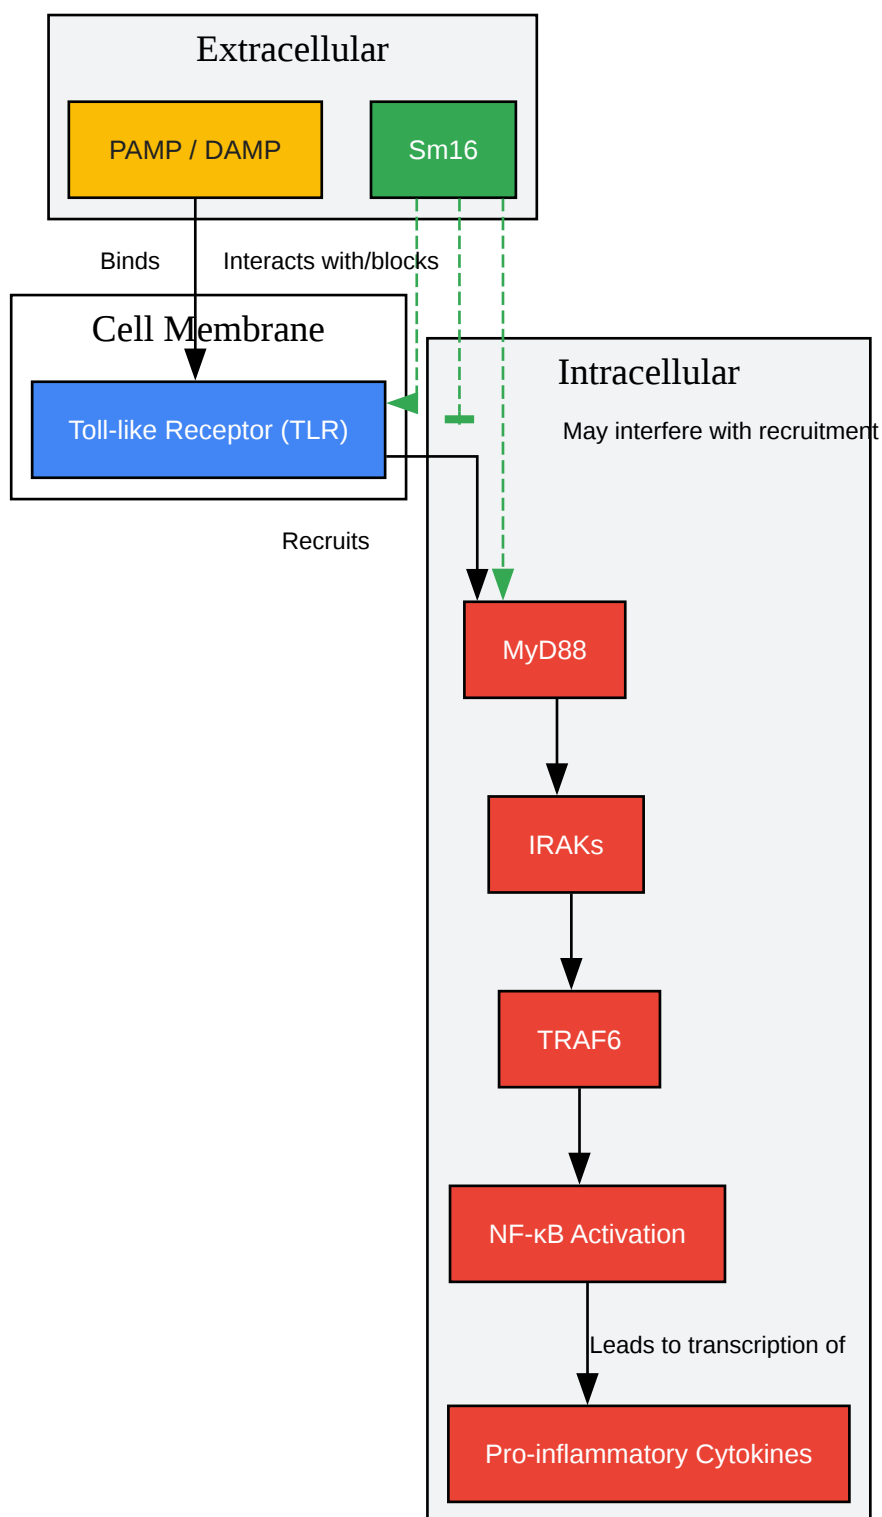 Extracellular
PAMP / DAMP
Sm16
Binds
Interacts with/blocks
Cell Membrane
Toll-like Receptor (TLR)
Intracellular
May interfere with recruitment
Recruits
MyD88
IRAKs
TRAF6
NF-κB Activation
Leads to transcription of
Pro-inflammatory Cytokines